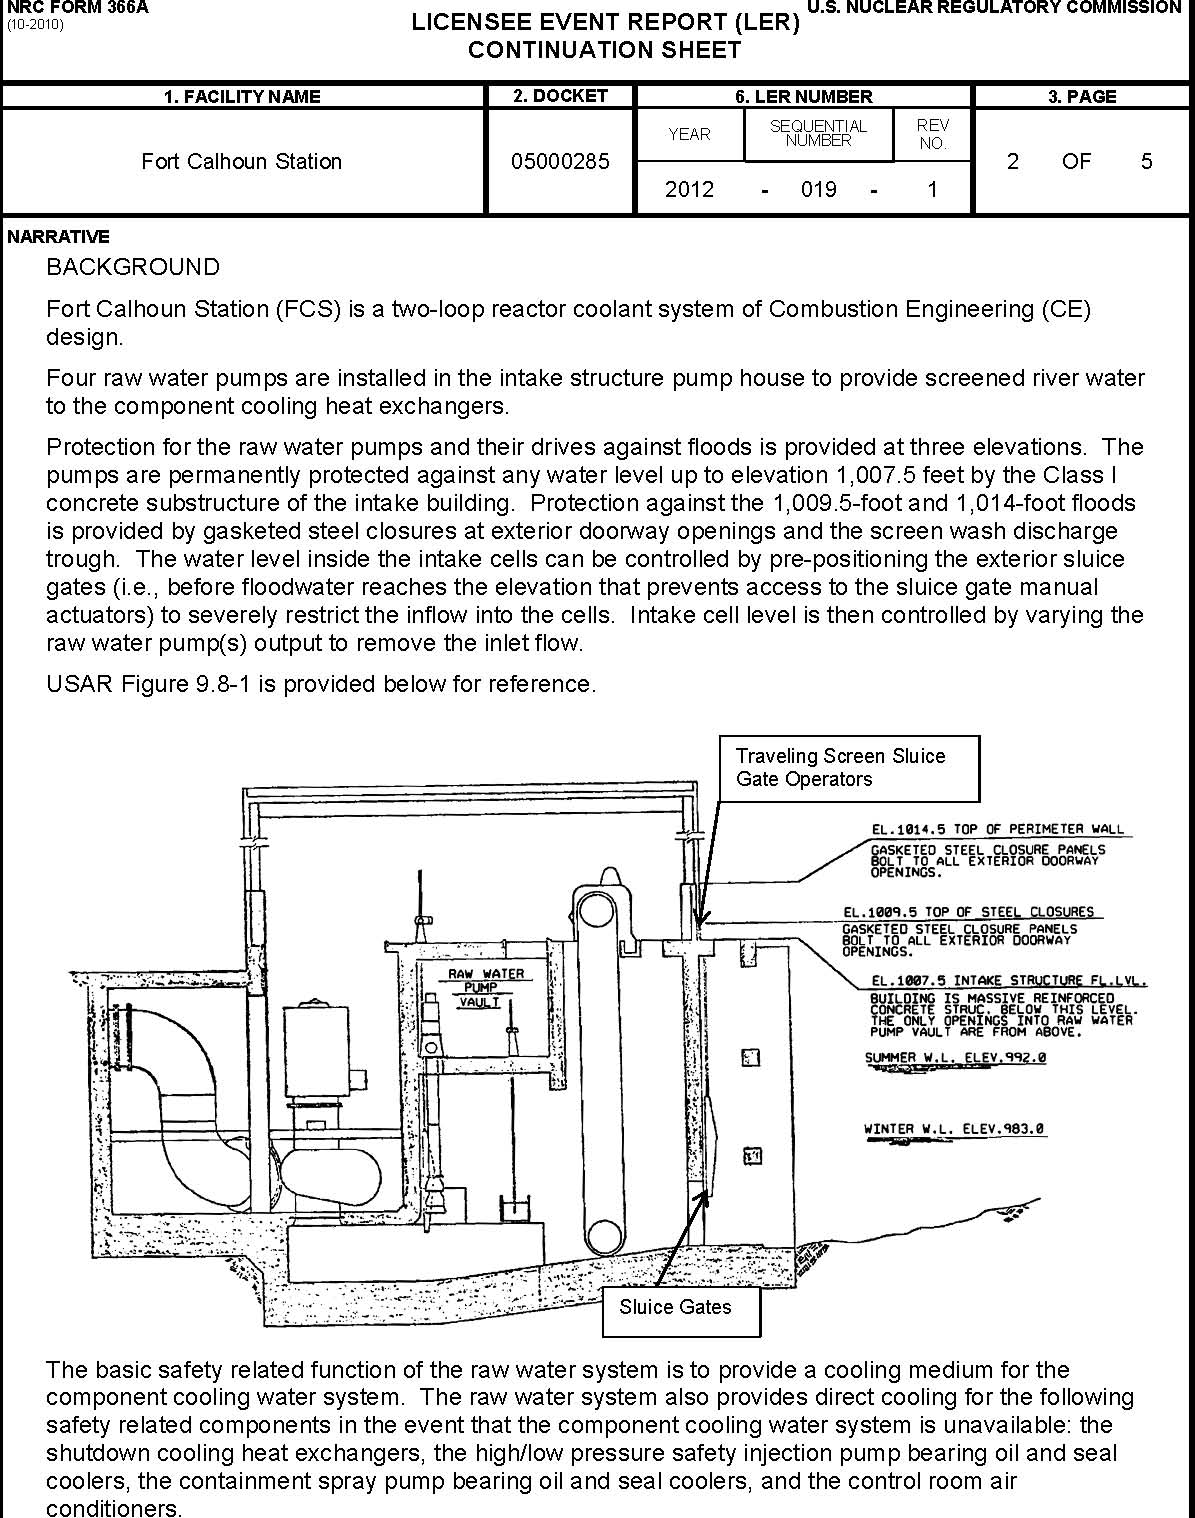 NRC FORM 366A
U.S. NUCLEAR REGULATORY COMMISSION
(10-2010)
LICENSEE EVENT REPORT (LER)
CONTINUATION SHEET
1. FACILITY NAME
2. DOCKET
6. LER NUMBER
3. PAGE
Fort Calhoun Station
05000285
YEAR
SEQUENTIAL
NUMBER
REV
NO.
2 OF 5
2012 - 019 - 1
NARRATIVE
BACKGROUND
Fort Calhoun Station (FCS) is a two-loop reactor coolant system of Combustion Engineering (CE)
design.
Four raw water pumps are installed in the intake structure pump house to provide screened river water
to the component cooling heat exchangers.
Protection for the raw water pumps and their drives against floods is provided at three elevations. The
pumps are permanently protected against any water level up to elevation 1,007.5 feet by the Class I
concrete substructure of the intake building. Protection against the 1,009.5-foot and 1,014-foot floods
is provided by gasketed steel closures at exterior doorway openings and the screen wash discharge
trough. The water level inside the intake cells can be controlled by pre-positioning the exterior sluice
gates (i.e., before floodwater reaches the elevation that prevents access to the sluice gate manual
actuators) to severely restrict the inflow into the cells. Intake cell level is then controlled by varying the
raw water pump(s) output to remove the inlet flow.
USAR Figure 9.8-1 is provided below for reference.
Traveling Screen Sluice
Gate Operators
EL.1014.5 TOP OF PERIMETER WALL
GASKETED STEEL CLOSURE PANELS
BOLT TO ALL EXTERIOR DOORWAY
OPENINGS.
EL.1009.5 TOP OF STEEL CLOSURES
GASKETED STEEL CLOSURE PANELS
BOLT TO ALL EXTERIOR DOORWAY
OPENINGS.
RAW WATER
PUMP
VAULT
EL.1007.5 INTAKE STRUCTURE FL.LVL.
BUILDING IS MASSIVE REINFORCED
CONCRETE STRUC. BELOW THIS LEVEL.
THE ONLY OPENINGS INTO RAW WATER
PUMP VAULT ARE FROM ABOVE.
SUMMER W.L. ELEV.992.0
WINTER W.L. ELEV.983.0
Sluice Gates
The basic safety related function of the raw water system is to provide a cooling medium for the
component cooling water system. The raw water system also provides direct cooling for the following
safety related components in the event that the component cooling water system is unavailable: the
shutdown cooling heat exchangers, the high/low pressure safety injection pump bearing oil and seal
coolers, the containment spray pump bearing oil and seal coolers, and the control room air
conditioners.